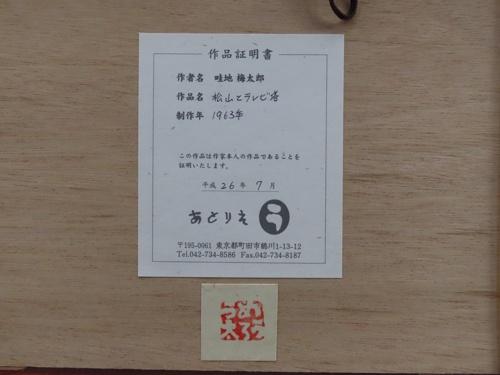 作品証明書
作者名 畦地 梅太郎
作品名 松山とテレビ塔
制作年 1963年
この作品は作家本人の作品であることを
証明いたします。
平成 26 年 7 月
あとりえ う
〒195-0061 東京都町田市鶴川1-13-12
Tel.042-734-8586 Fax.042-734-8187